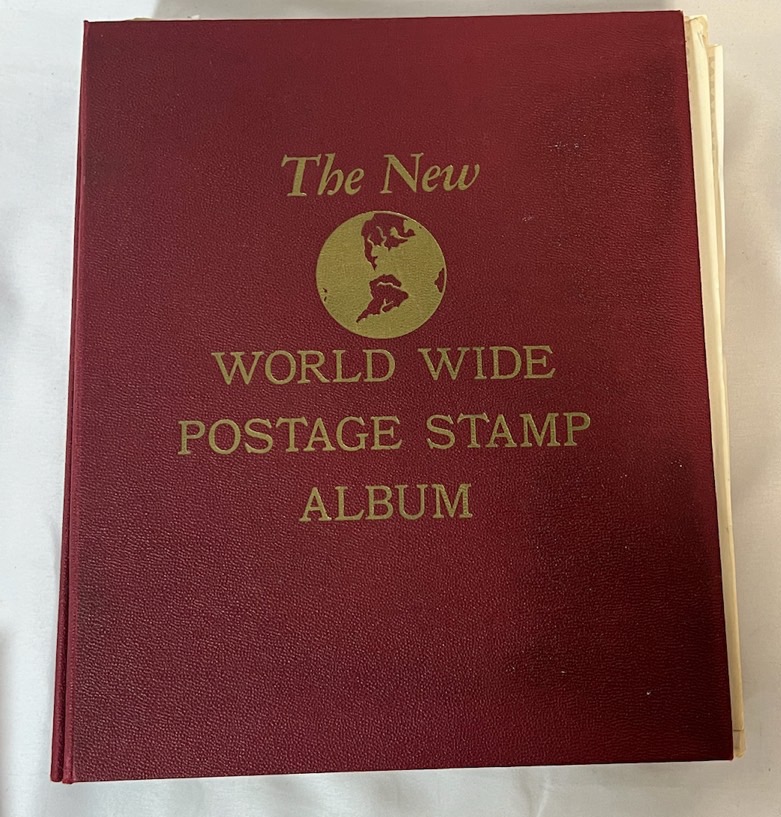 The New
WORLD WIDE
POSTAGE STAMP
ALBUM